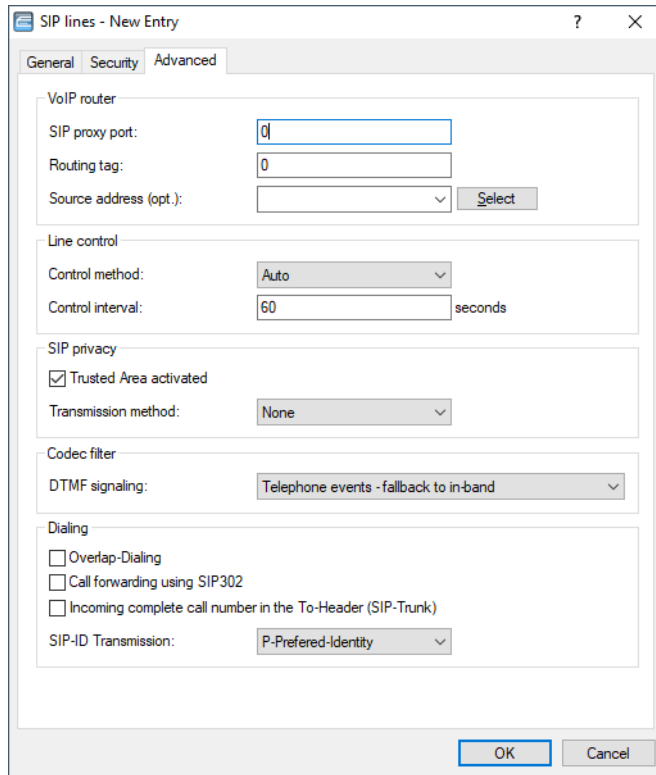 SIP lines - New Entry
General Security Advanced
VoIP router
SIP proxy port: 0
Routing tag: 0
Source address (opt.): Select
Line control
Control method: Auto
Control interval: 60 seconds
SIP privacy
Trusted Area activated
Transmission method: None
Codec filter
DTMF signaling: Telephone events - fallback to in-band
Dialing
Overlap-Dialing
Call forwarding using SIP302
Incoming complete call number in the To-Header (SIP-Trunk)
SIP-ID Transmission: P-Prefered-Identity
OK Cancel